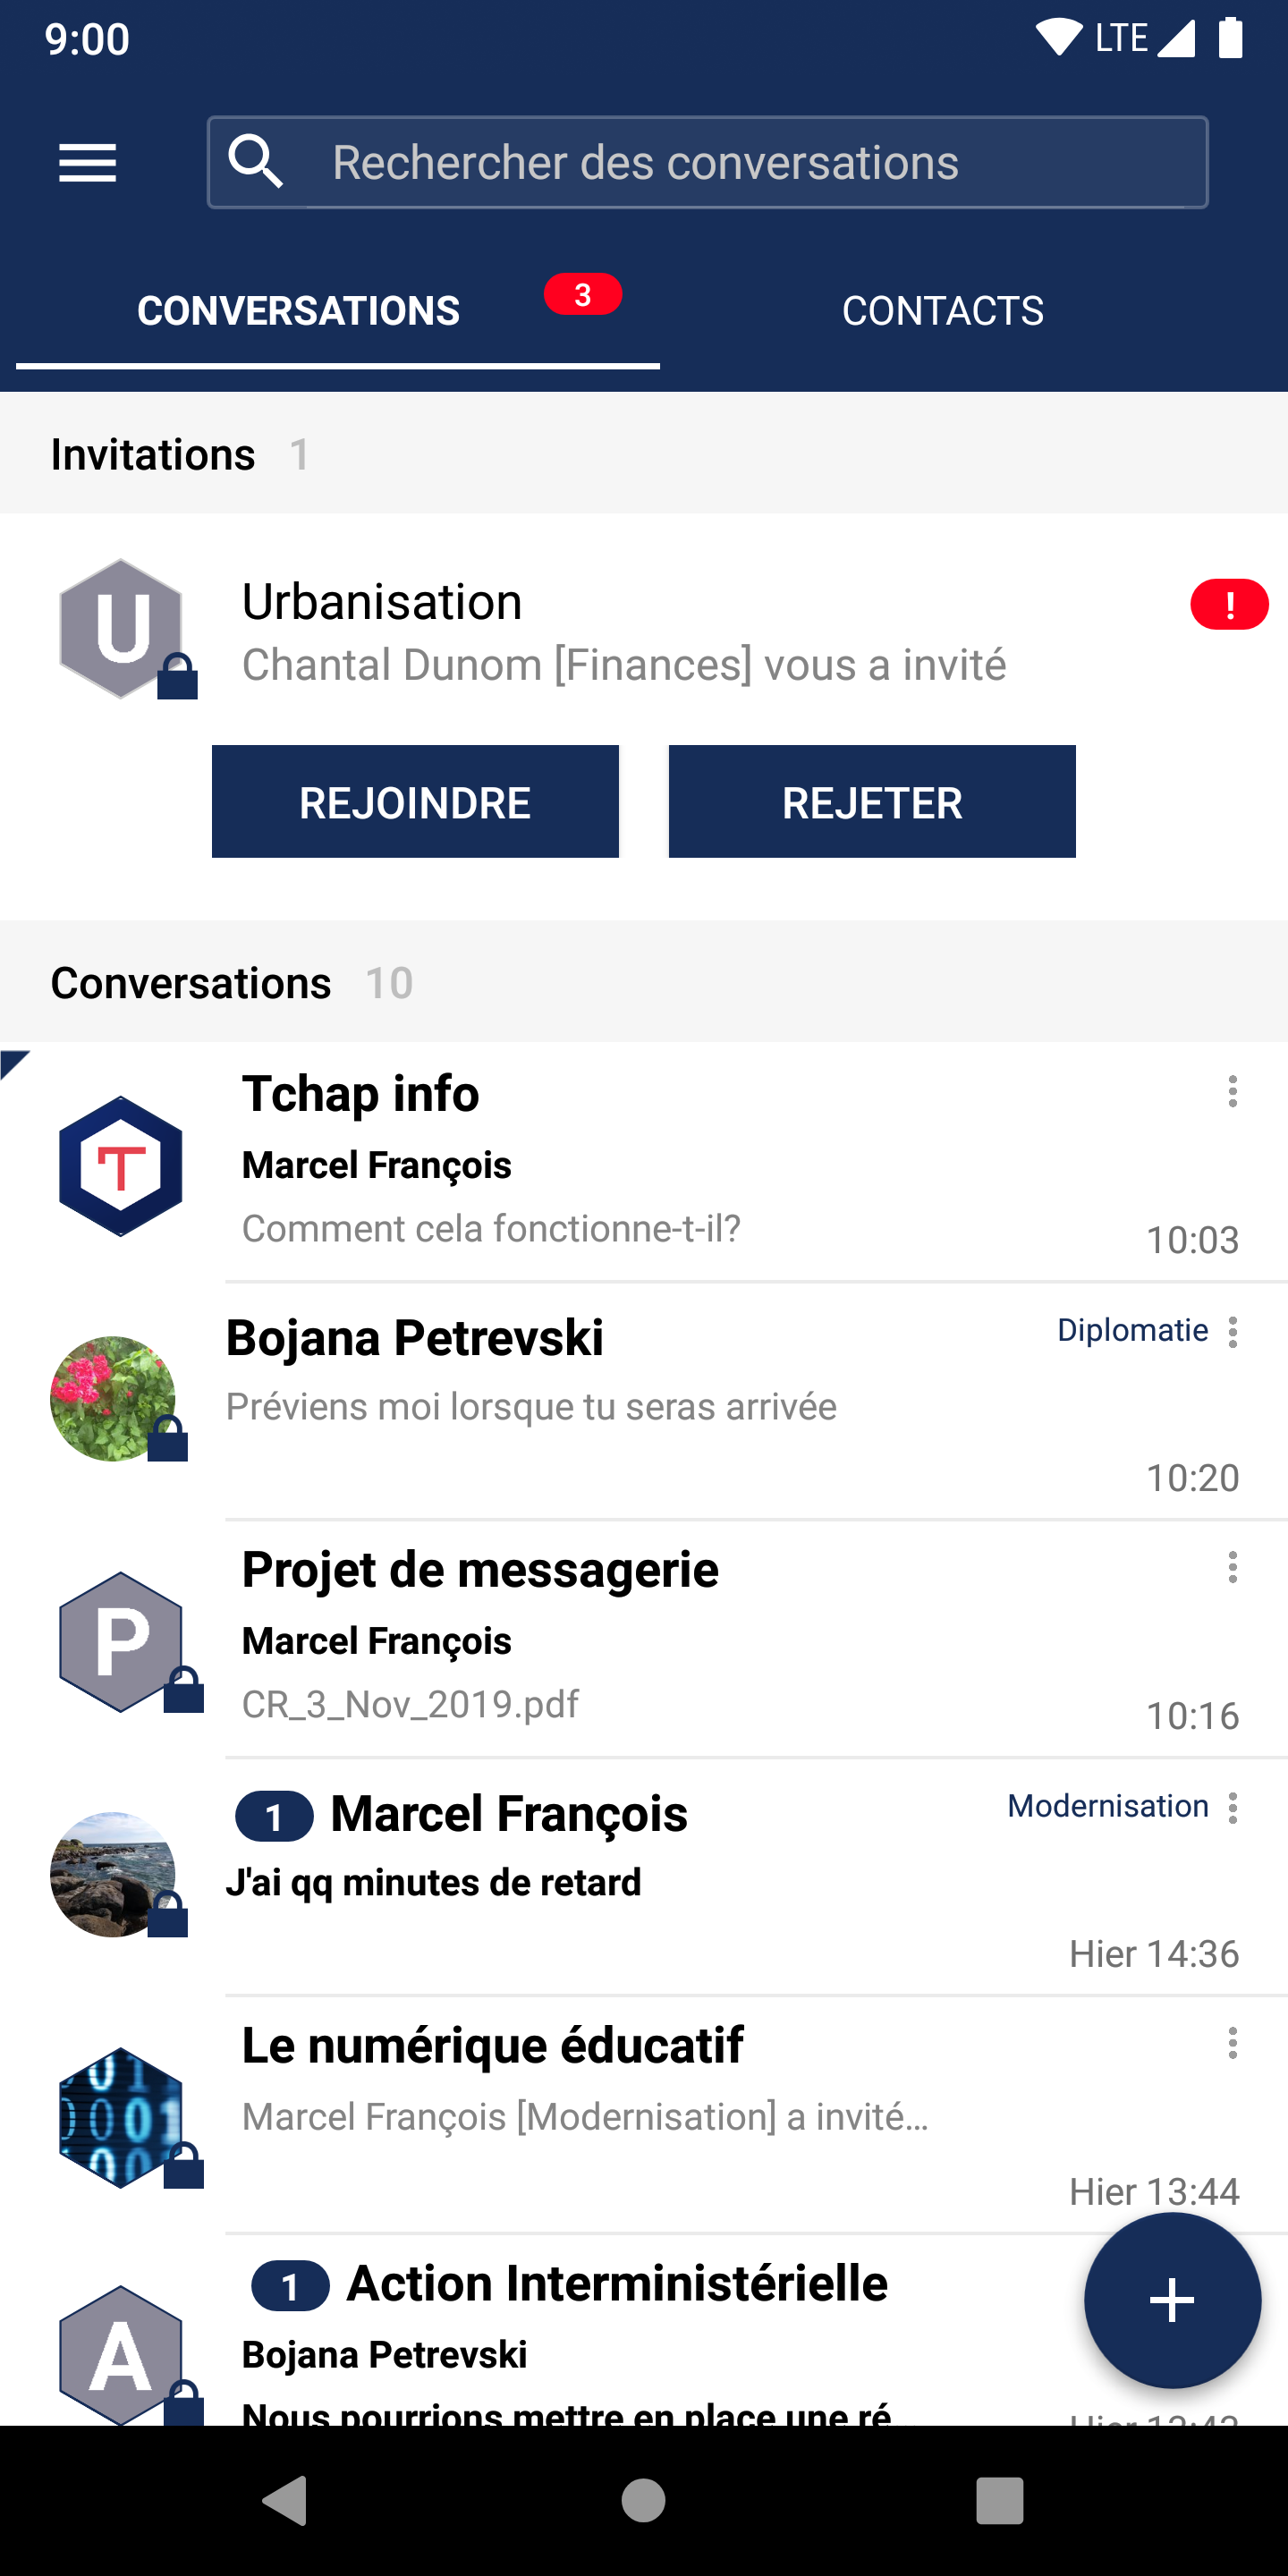 9:00
LTE
Rechercher des conversations
CONVERSATIONS
3
CONTACTS
Invitations 1
U
Urbanisation
!
Chantal Dunom [Finances] vous a invité
REJOINDRE
REJETER
Conversations 10
Tchap info
T
Marcel François
Comment cela fonctionne-t-il?
10:03
Bojana Petrevski
Diplomatie
Préviens moi lorsque tu seras arrivée
10:20
Projet de messagerie
P
Marcel François
CR_3_Nov_2019.pdf
10:16
1 Marcel François
Modernisation
J'ai qq minutes de retard
Hier 14:36
Le numérique éducatif
Marcel François [Modernisation] a invité...
Hier 13:44
1 Action Interministérielle
A
Bojana Petrevski
Nous pourrions mettre en place une ré...